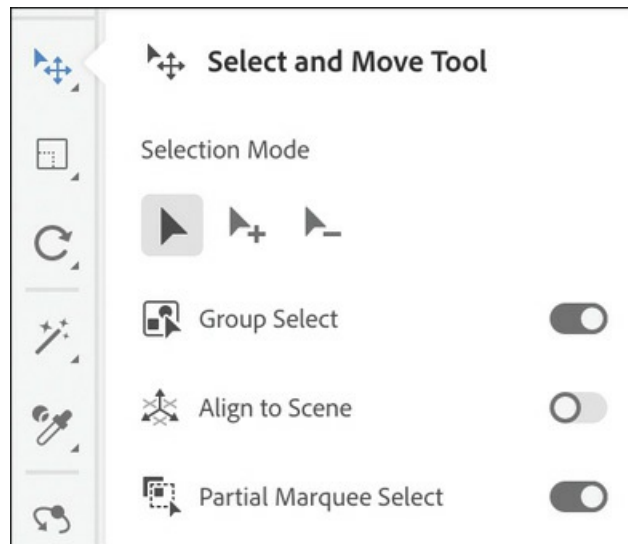 Select and Move Tool
Selection Mode
Group Select
Align to Scene
Partial Marquee Select